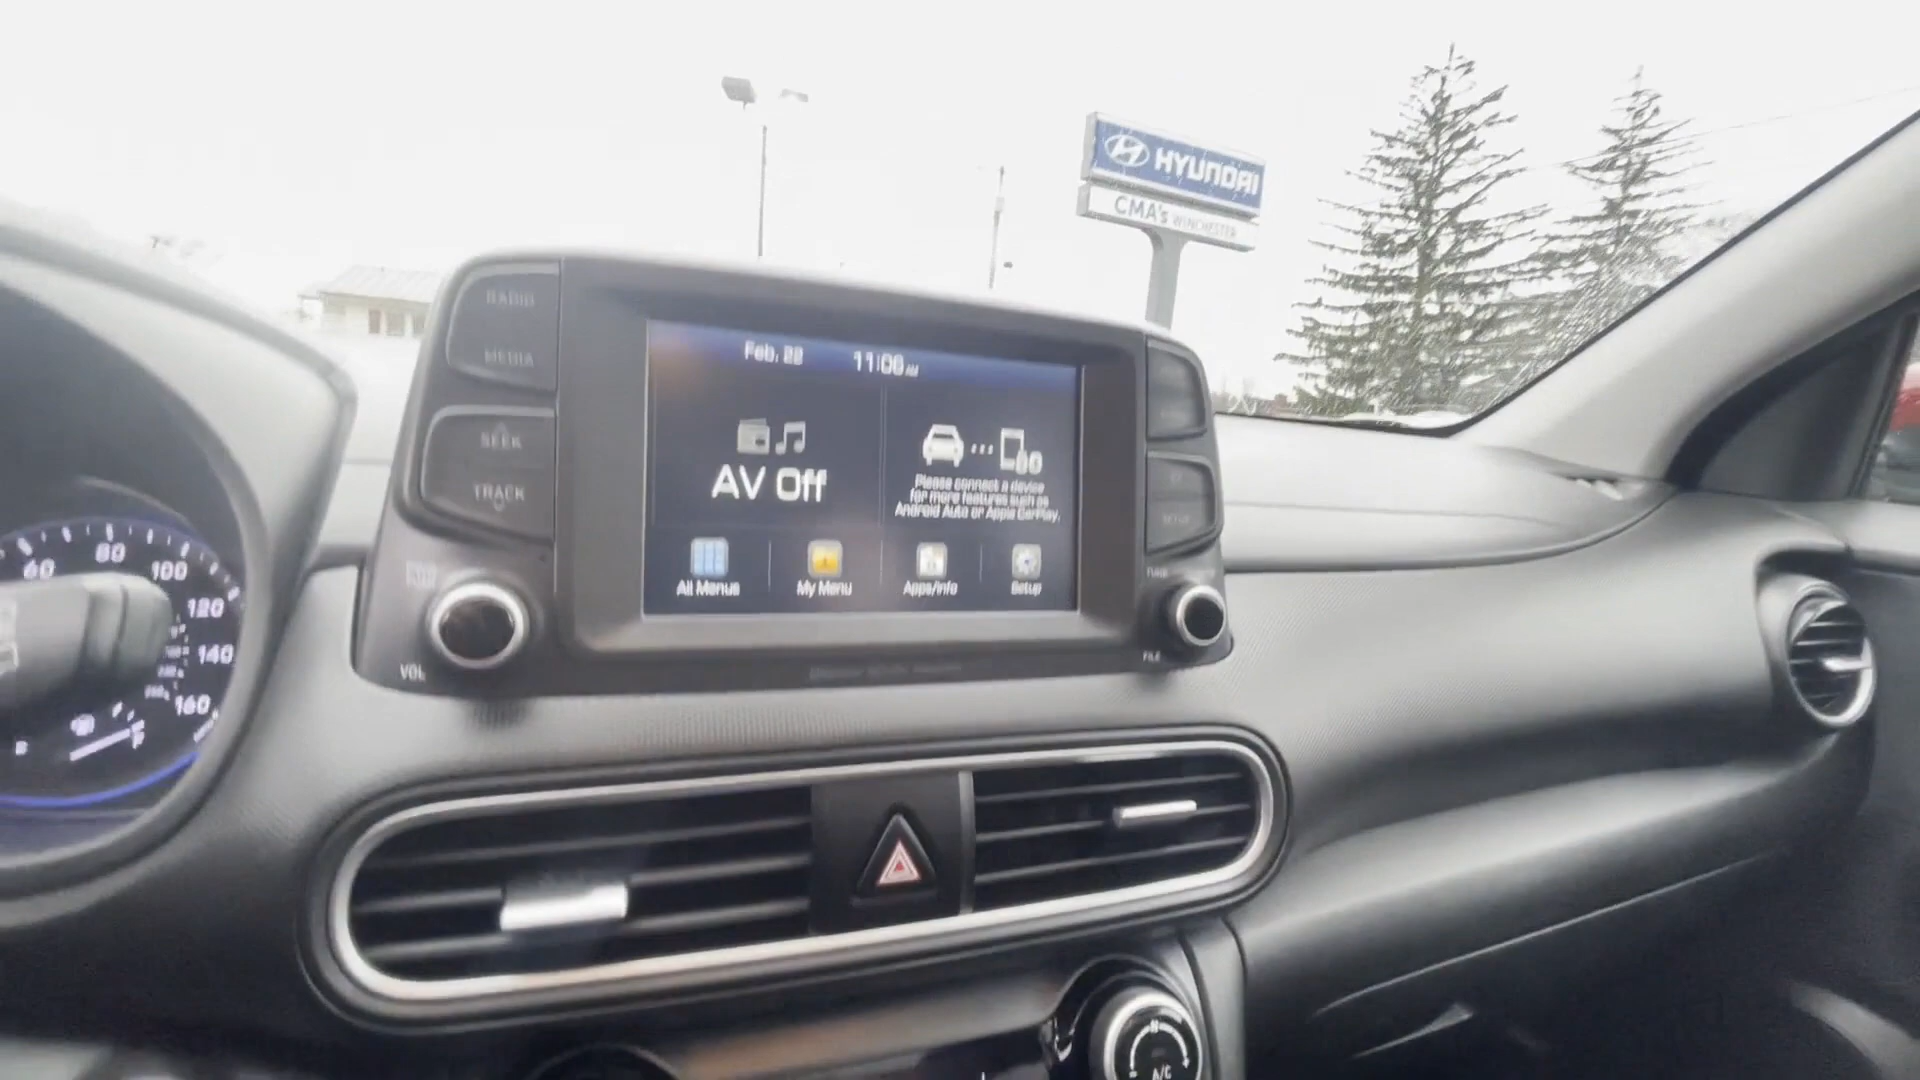 HYUNDAI
CMA's WINCHESTER
RADIO
MEDIA
SEEK
TRACK
VOL
Feb. 22 11:00 AM
AV Off
Please connect a device
for more features such as
Android Auto or Apple CarPlay.
All Menus My Menu Apps/Info Setup
SETUP
TUNE
FILE
60 80 100 120 140 160
F
A/C